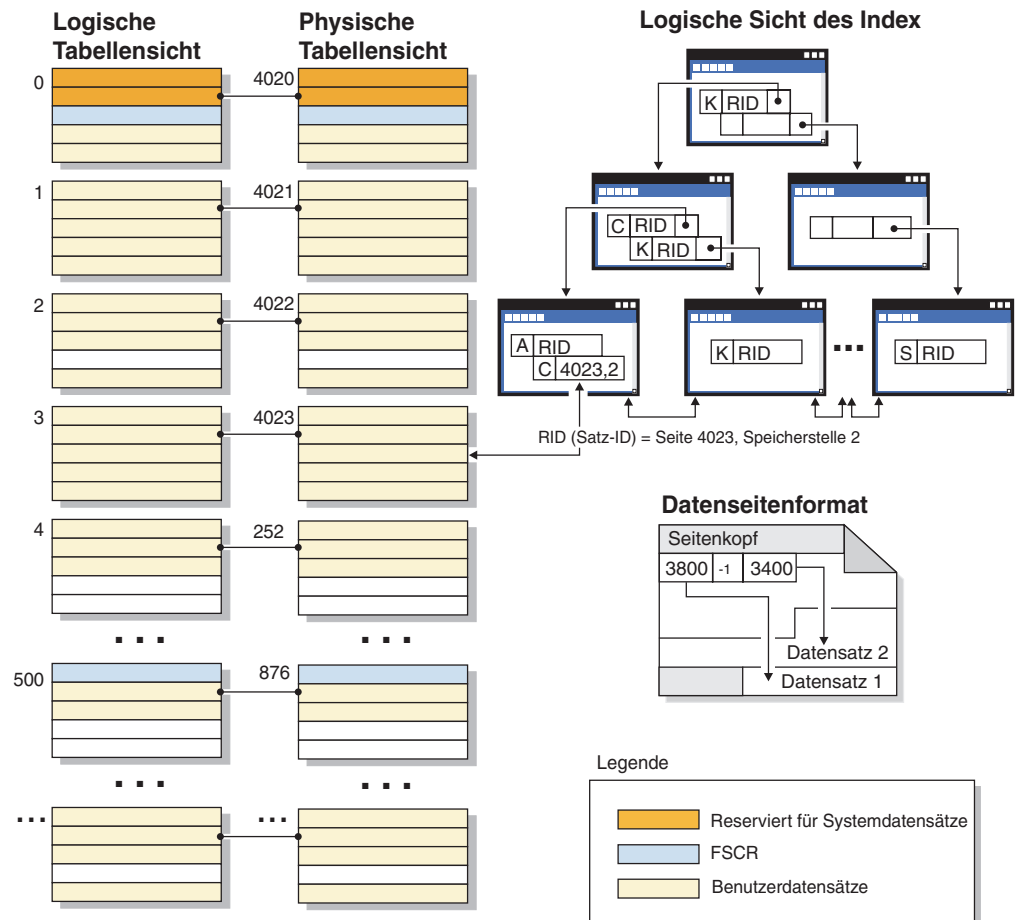 Logische
Tabellensicht
Physische
Tabellensicht
0
4020
1
4021
2
4022
3
4023
4
252
...
...
500
876
...
...
...
...
Logische Sicht des Index
K RID
C RID
K RID
A RID
C 4023,2
K RID
...
S RID
RID (Satz-ID) = Seite 4023, Speicherstelle 2
Datenseitenformat
Seitenkopf
3800 -1 3400
Datensatz 2
Datensatz 1
Legende
Reserviert für Systemdatensätze
FSCR
Benutzerdatensätze